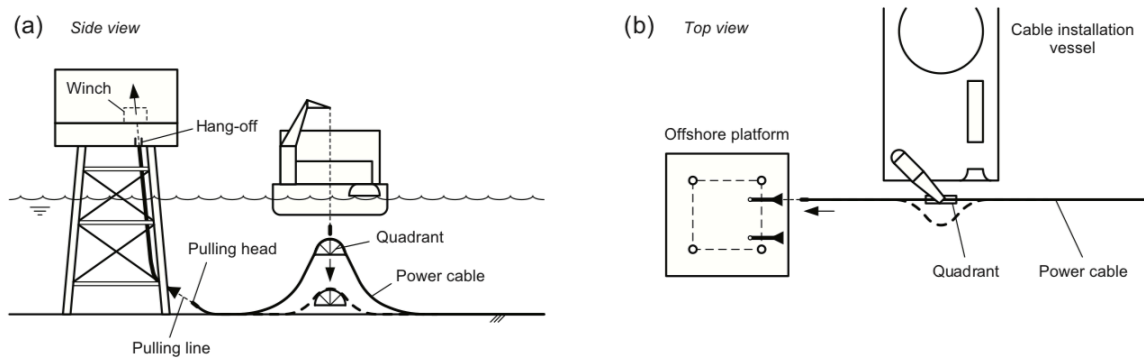 (a) Side view
Winch
Hang-off
Pulling head
Quadrant
Power cable
Pulling line
(b) Top view
Cable installation
vessel
Offshore platform
Quadrant
Power cable